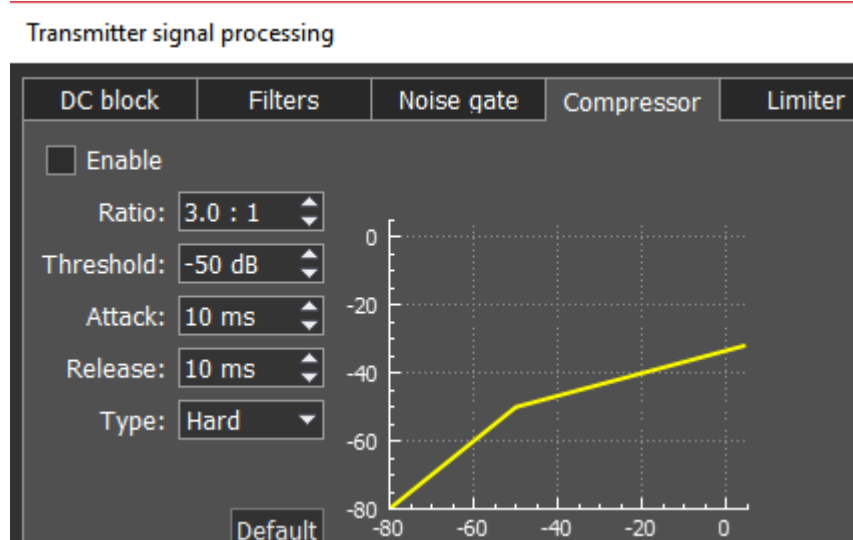 Transmitter signal processing
DC block Filters Noise gate Compressor Limiter
Enable
Ratio: 3.0 : 1
Threshold: -50 dB
Attack: 10 ms
Release: 10 ms
Type: Hard
Default
0
-20
-40
-60
-80
-80 -60 -40 -20 0